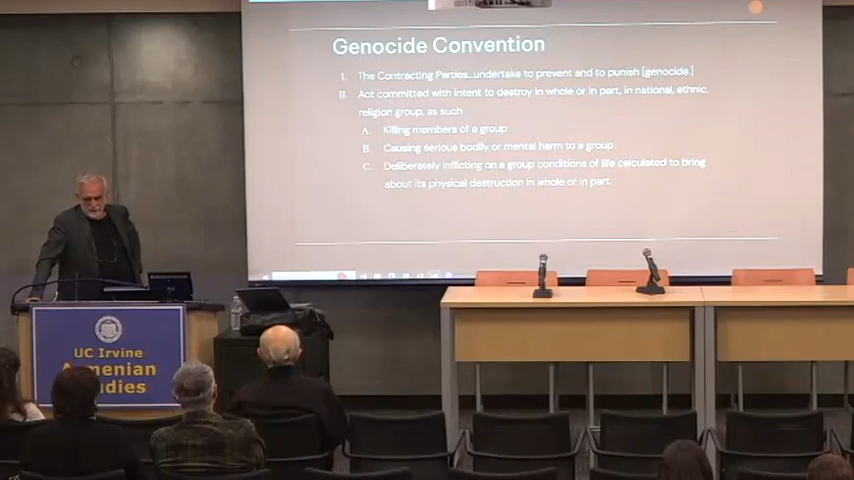 Genocide Convention
I. The Contracting Parties...undertake to prevent and to punish [genocide.]
II. Act committed with intent to destroy in whole or in part, in national, ethnic,
religion group, as such
A. Killing members of a group
B. Causing serious bodily or mental harm to a group
C. Deliberately inflicting on a group conditions of life calculated to bring
about its physical destruction in whole or in part.
UC Irvine
Armenian
Studies